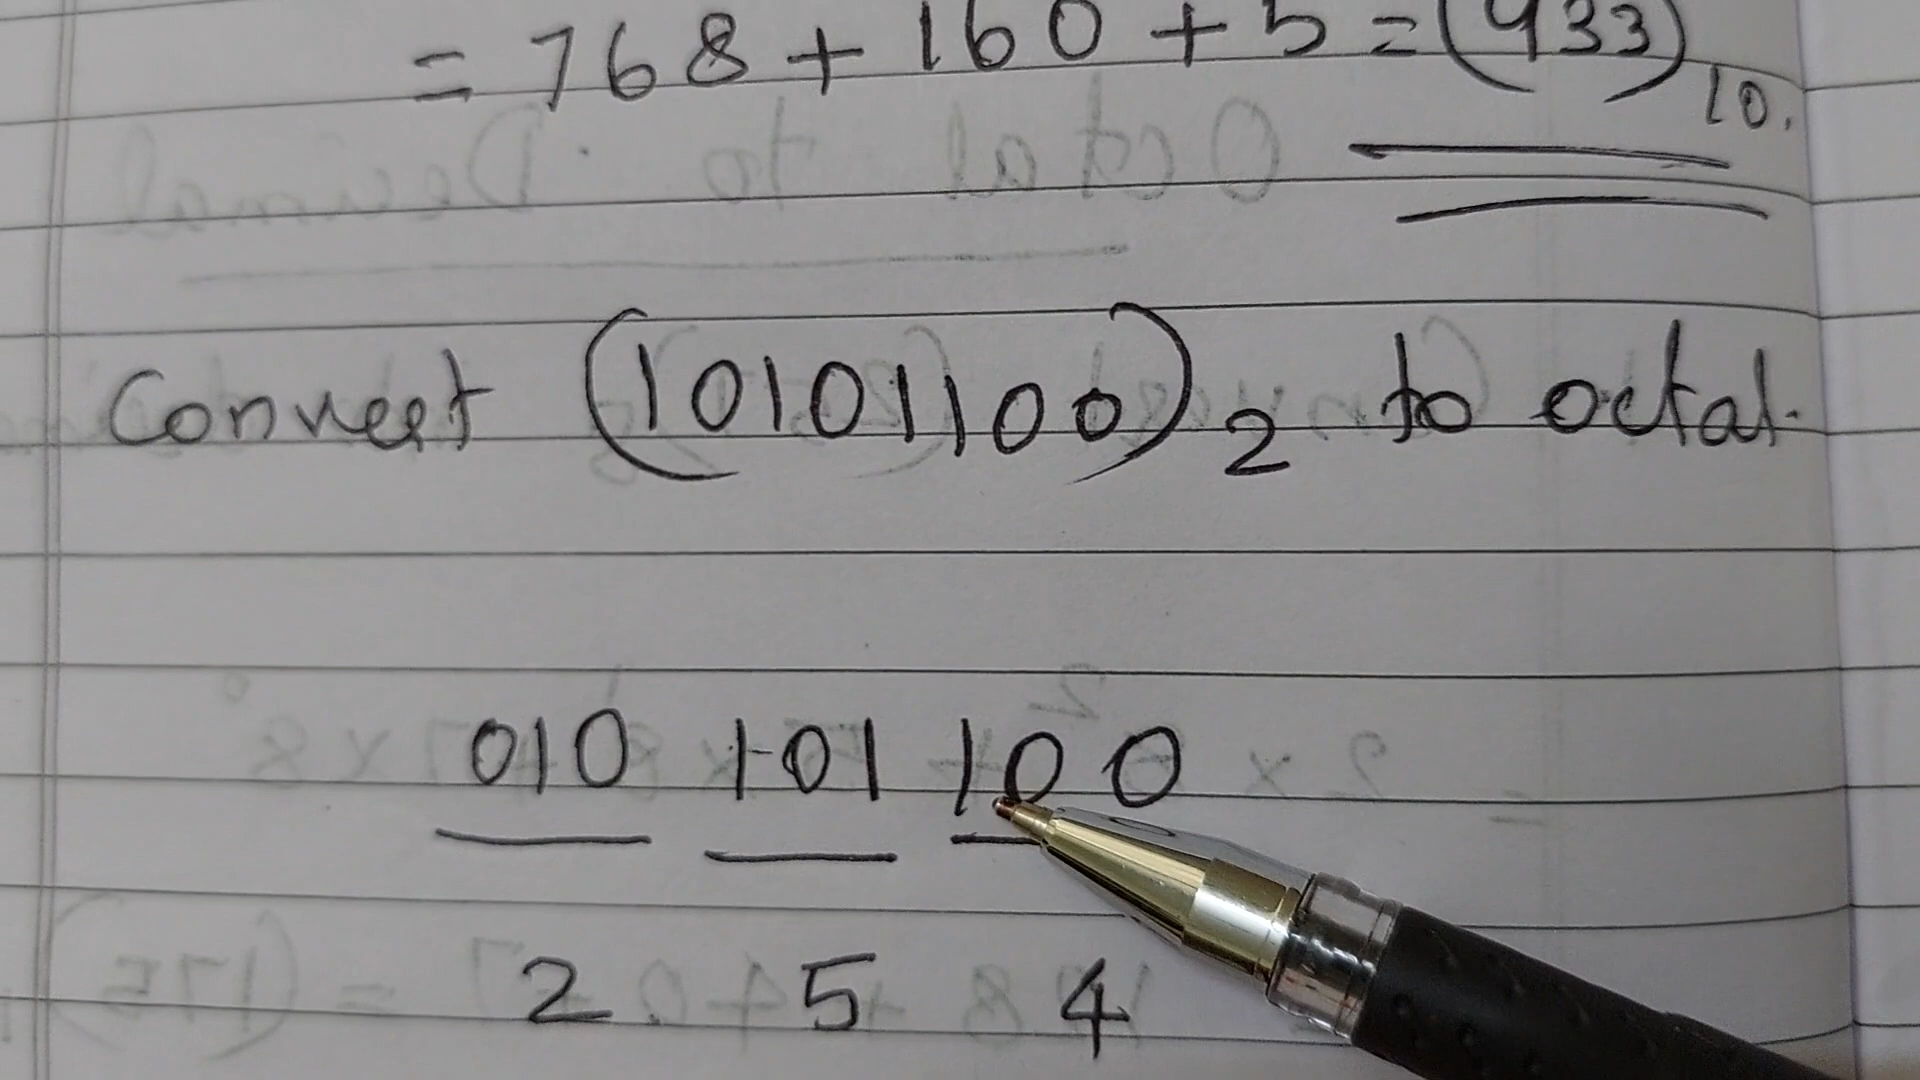 = 768 + 160 + 5 = (933)10.
Convert (10101100)2 to octal.
010 101 100
2 5 4